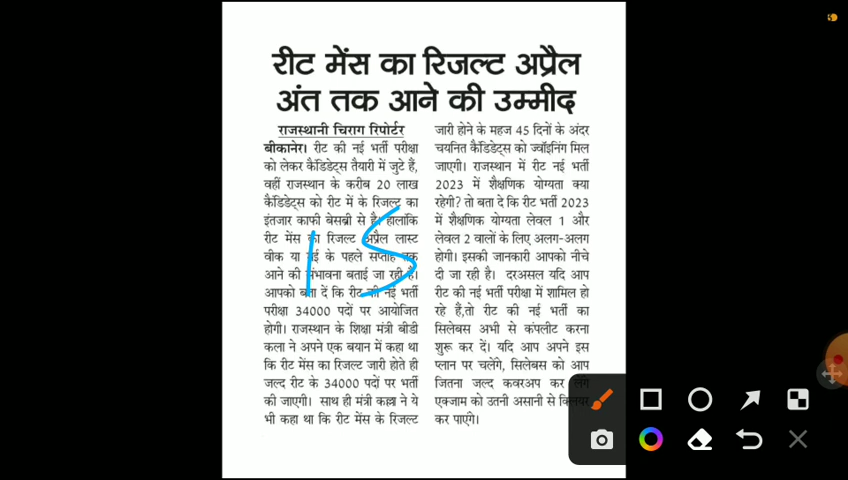 रीट मेंस का रिजल्ट अप्रैल
अंत तक आने की उम्मीद
राजस्थानी चिराग रिपोर्टर
बीकानेर। रीट की नई भर्ती परीक्षा
को लेकर कैंडिडेट्स तैयारी में जुटे हैं,
वहीं राजस्थान के करीब 20 लाख
कैंडिडेट्स को रीट में के रिजल्ट का
इंतजार काफी बेसब्री से है। हालांकि
रीट मेंस का रिजल्ट अप्रैल लास्ट
वीक या मई के पहले सप्ताह तक
आने की संभावना बताई जा रही है।
आपको बता दें कि रीट की नई भर्ती
परीक्षा 34000 पदों पर आयोजित
होगी। राजस्थान के शिक्षा मंत्री बीडी
कला ने अपने एक बयान में कहा था
कि रीट मेंस का रिजल्ट जारी होते ही
जल्द रीट के 34000 पदों पर भर्ती
की जाएगी। साथ ही मंत्री कल्ला ने ये
भी कहा था कि रीट मेंस के रिजल्ट
जारी होने के महज 45 दिनों के अंदर
चयनित कैंडिडेट्स को ज्वॉइनिंग मिल
जाएगी। राजस्थान में रीट नई भर्ती
2023 में शैक्षणिक योग्यता क्या
रहेगी? तो बता दे कि रीट भर्ती 2023
में शैक्षणिक योग्यता लेवल 1 और
लेवल 2 वालों के लिए अलग-अलग
होगी। इसकी जानकारी आपको नीचे
दी जा रही है। दरअसल यदि आप
रीट की नई भर्ती परीक्षा में शामिल हो
रहे हैं,तो रीट की नई भर्ती का
सिलेबस अभी से कंपलीट करना
शुरू कर दें। यदि आप अपने इस
प्लान पर चलेंगे, सिलेबस को आप
जितना जल्द कवरअप कर लेंगे
एक्जाम को उतनी असानी से क्लियर
कर पाएंगे।
15